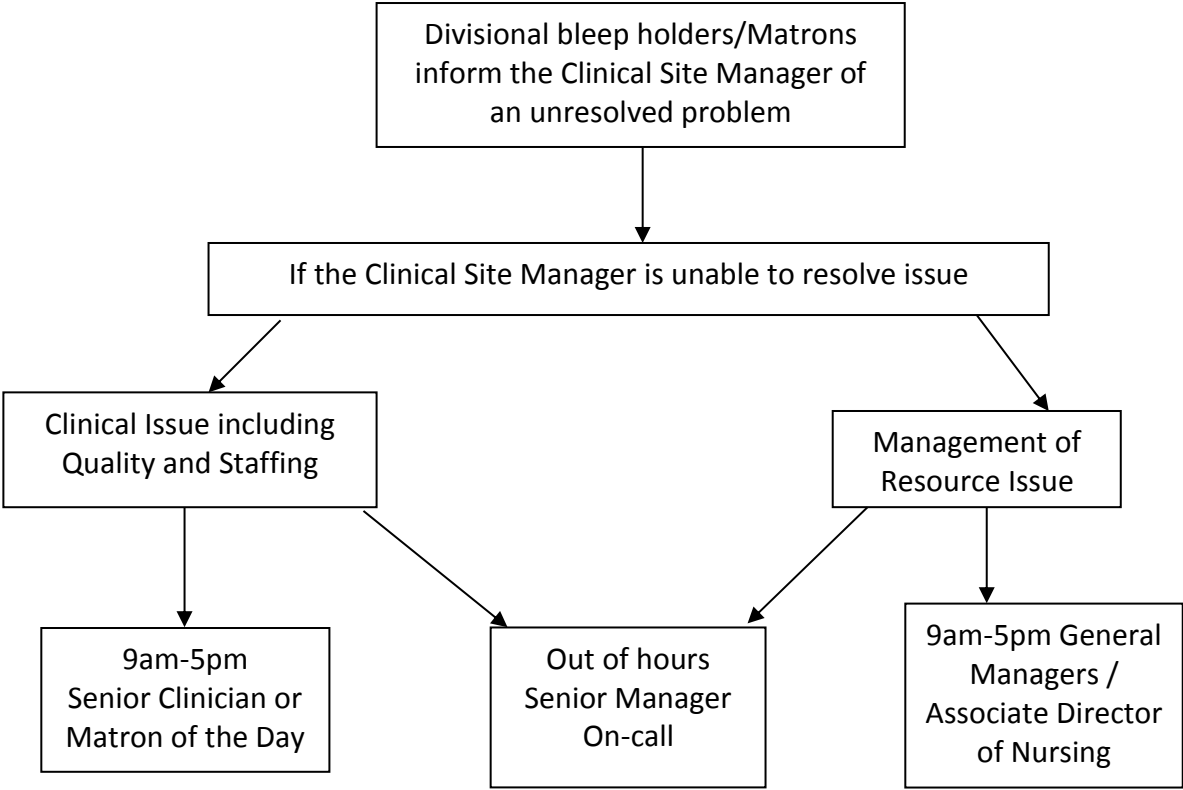 Divisional bleep holders/Matrons
inform the Clinical Site Manager of
an unresolved problem
If the Clinical Site Manager is unable to resolve issue
Clinical Issue including
Quality and Staffing
Management of
Resource Issue
9am-5pm
Senior Clinician or
Matron of the Day
Out of hours
Senior Manager
On-call
9am-5pm General
Managers /
Associate Director
of Nursing